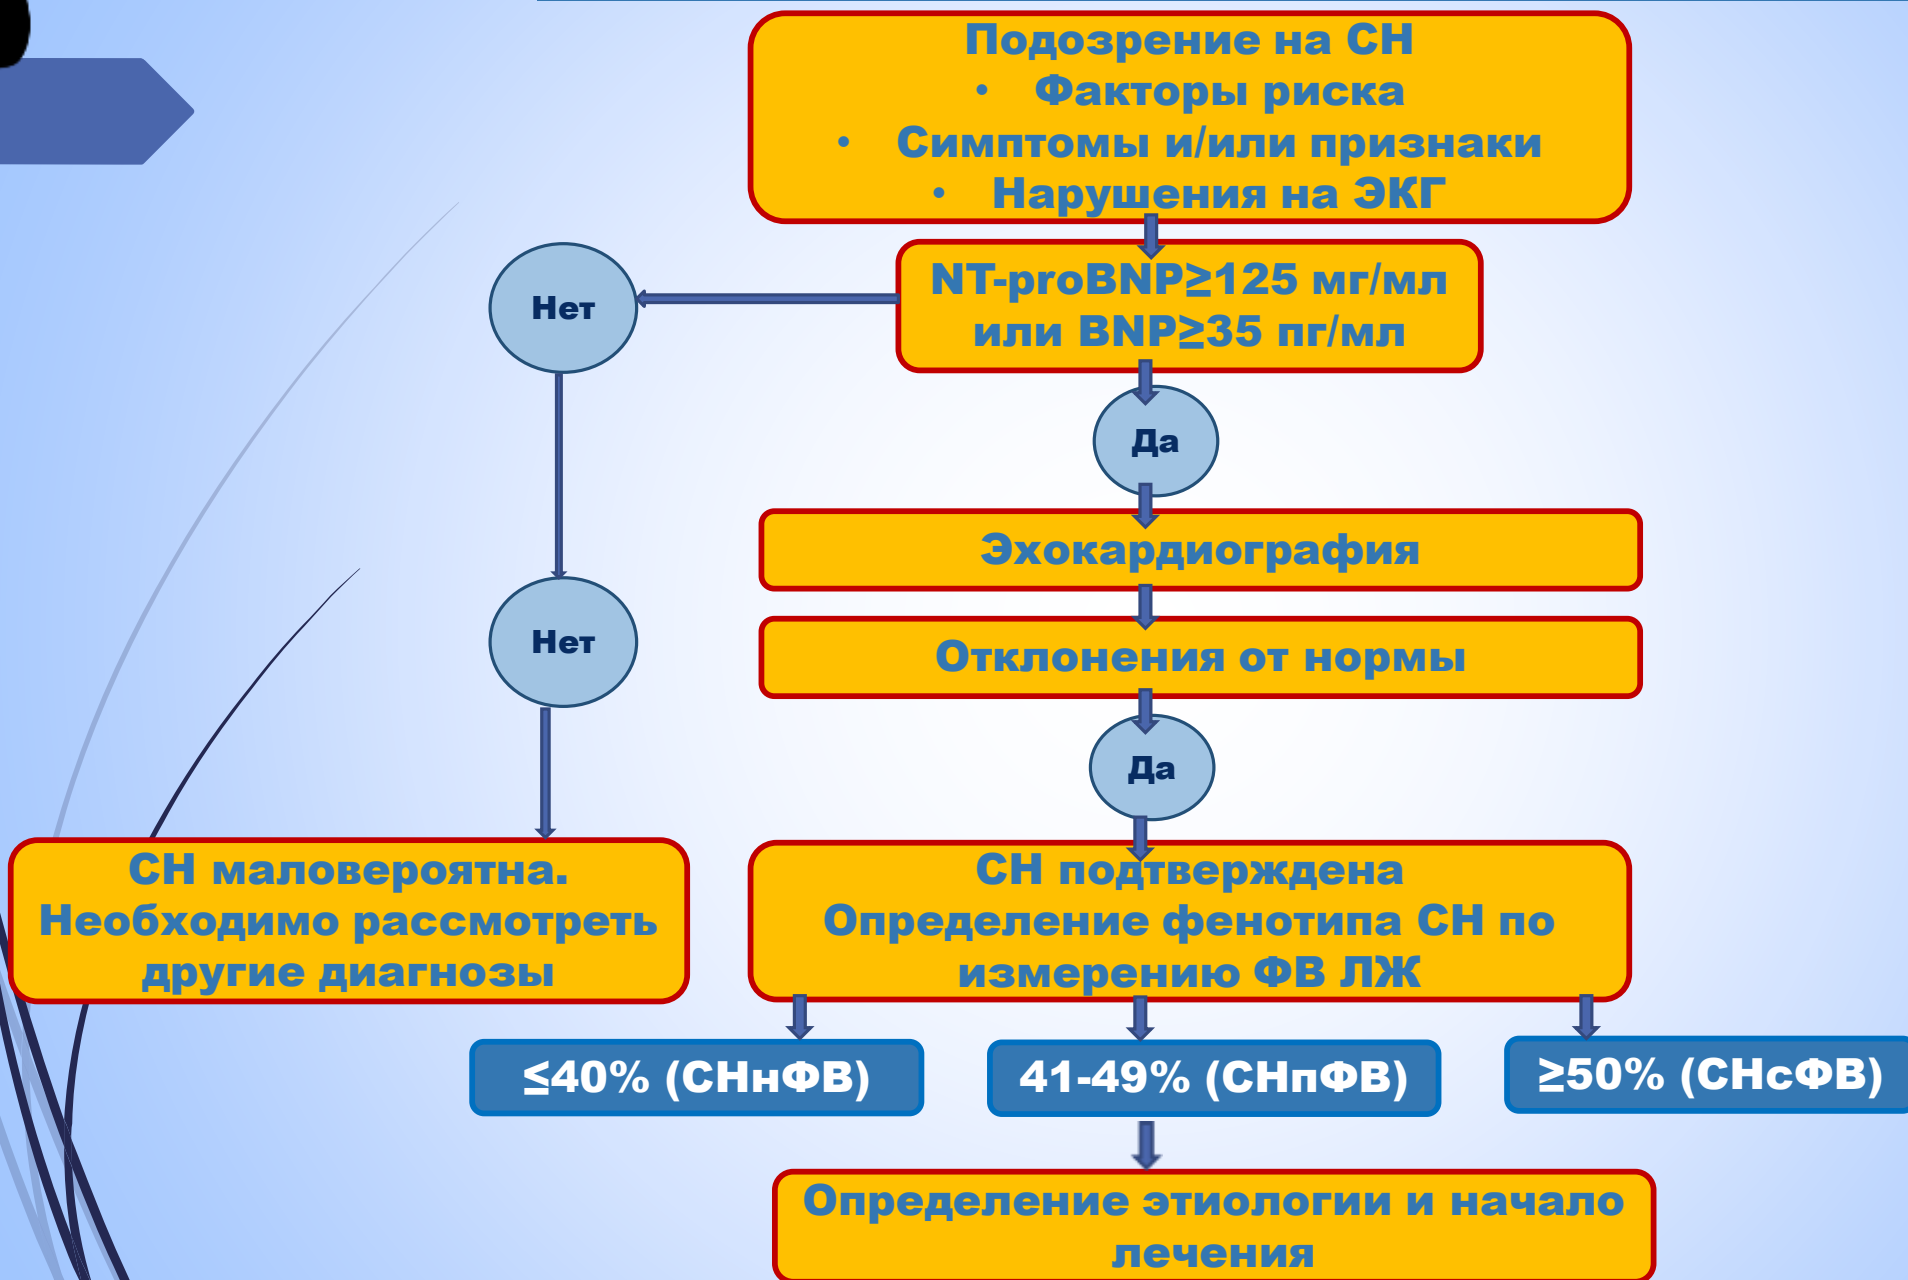 Подозрение на СН
• Факторы риска
• Симптомы и/или признаки
• Нарушения на ЭКГ
NT-proBNP≥125 мг/мл
или BNP≥35 пг/мл
Нет
Да
Эхокардиография
Отклонения от нормы
Нет
Да
СН маловероятна.
Необходимо рассмотреть
другие диагнозы
СН подтверждена
Определение фенотипа СН по
измерению ФВ ЛЖ
≤40% (СНнФВ)
41-49% (СНпФВ)
≥50% (СНсФВ)
Определение этиологии и начало
лечения